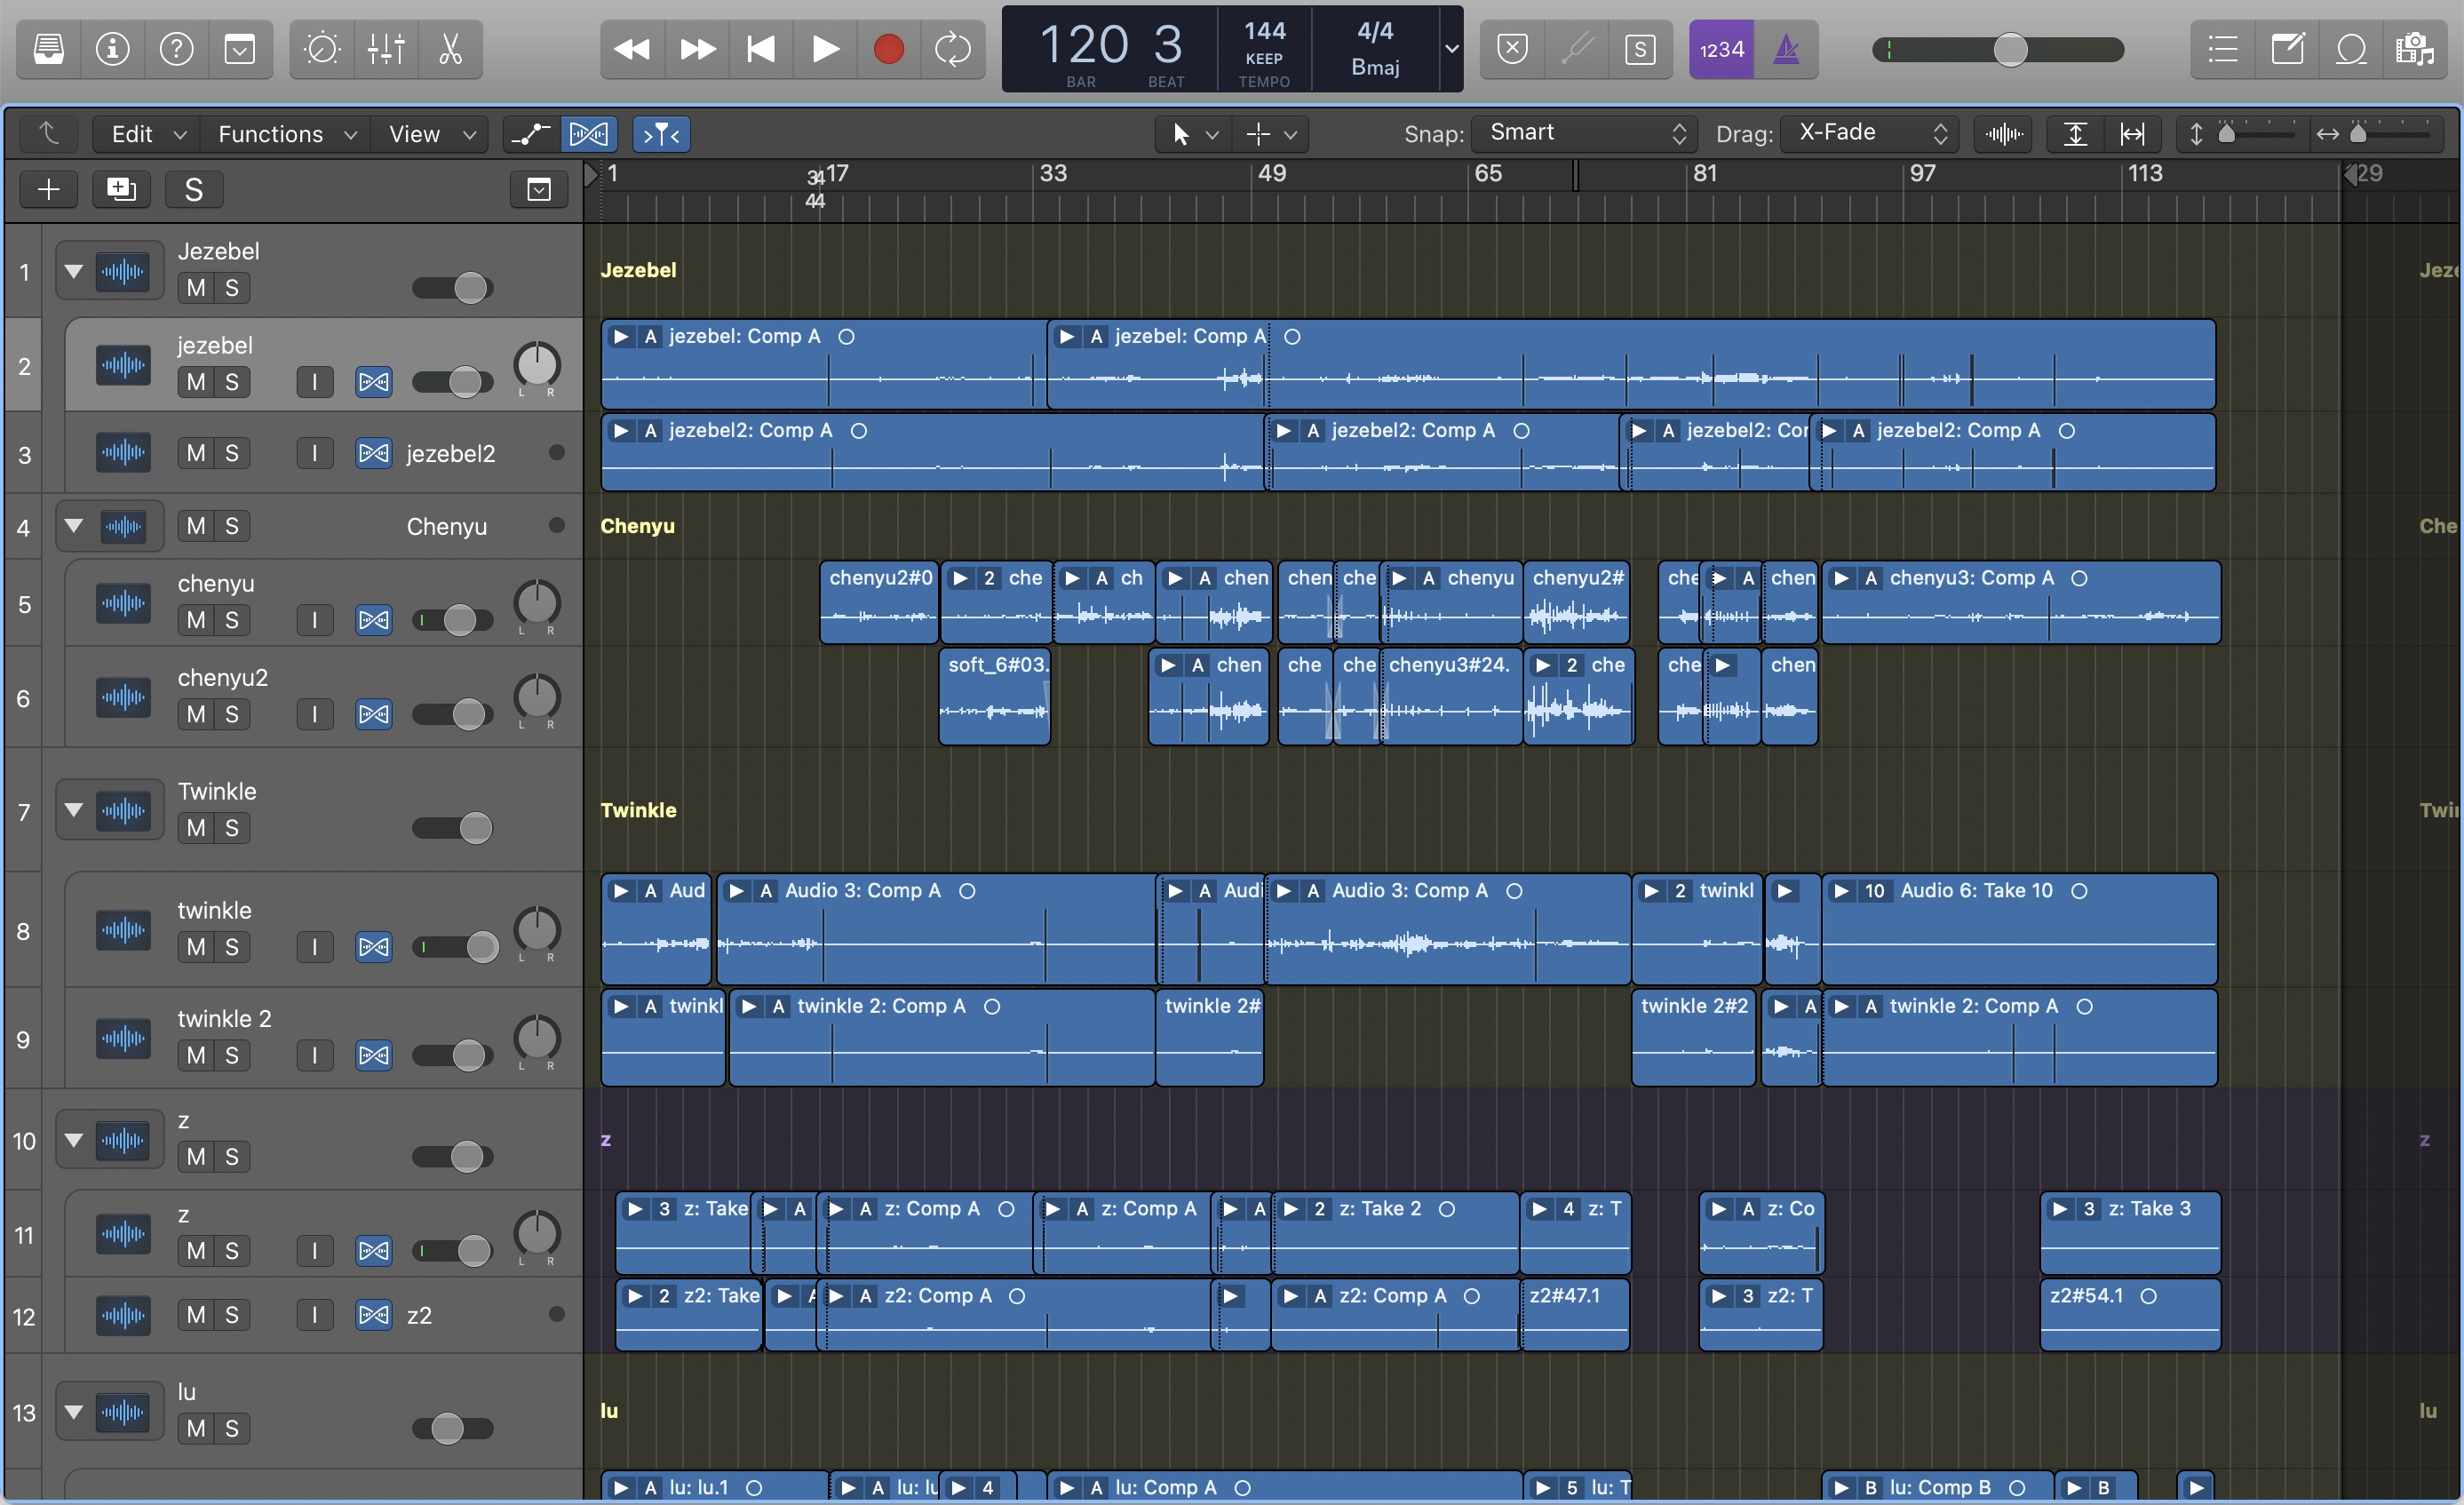 120 3 144 4/4 1234
KEEP Bmaj
BAR BEAT TEMPO
Edit Functions View Snap: Smart Drag: X-Fade
S 1 17 33 49 65 81 97 113
1 Jezebel M S Jezebel
2 jezebel M S I L R A jezebel: Comp A A jezebel: Comp A
3 M S I jezebel2 A jezebel2: Comp A A jezebel2: Comp A A jezebel2: Cor A jezebel2: Comp A
4 M S Chenyu Chenyu Che
5 chenyu M S I L R chenyu2#0 2 che A ch A chen chen che A chenyu chenyu2# che A chen A chenyu3: Comp A
6 chenyu2 M S I L R soft_6#03. A chen che che chenyu3#24. 2 che che chen
7 Twinkle M S Twinkle
8 twinkle M S I L R A Aud A Audio 3: Comp A A Audi A Audio 3: Comp A 2 twinkl 10 Audio 6: Take 10
9 twinkle 2 M S I L R A twinkl A twinkle 2: Comp A twinkle 2# twinkle 2#2 A A twinkle 2: Comp A
10 z M S z z
11 z M S I L R 3 z: Take A A z: Comp A A z: Comp A A 2 z: Take 2 4 z: T A z: Co 3 z: Take 3
12 M S I z2 2 z2: Take A z2: Comp A A z2: Comp A z2#47.1 3 z2: T z2#54.1
13 lu M S lu lu
A lu: lu.1 A lu: lu 4 A lu: Comp A 5 lu: T B lu: Comp B B